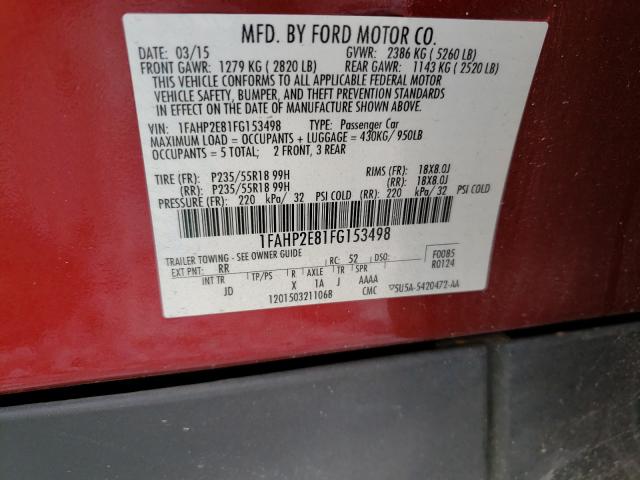 MFD. BY FORD MOTOR CO.
DATE: 03/15 GVWR: 2386 KG (5260 LB)
FRONT GAWR: 1279 KG (2820 LB) REAR GAWR: 1143 KG (2520 LB)
THIS VEHICLE CONFORMS TO ALL APPLICABLE FEDERAL MOTOR
VEHICLE SAFETY, BUMPER, AND THEFT PREVENTION STANDARDS
IN EFFECT ON THE DATE OF MANUFACTURE SHOWN ABOVE.
VIN: 1FAHP2E81FG153498 TYPE: Passenger Car
MAXIMUM LOAD = OCCUPANTS + LUGGAGE = 430KG/950LB
OCCUPANTS = 5 TOTAL; 2 FRONT, 3 REAR
TIRE (FR): P235/55R18 99H RIMS (FR): 18X8.0J
(RR): P235/55R18 99H (RR): 18X8.0J
PRESSURE (FR): 220 kPa/ 32 PSI COLD (RR): 220 kPa/ 32 PSI COLD
1FAHP2E81FG153498
TRAILER TOWING - SEE OWNER GUIDE
EXT PNT: RR RC: 52 DSO: F0085
R0124
INT TR TP/PS R AXLE TR SPR
JD X 1A J AAAA
1201503211068 CMC 5U5A-5420472-AA